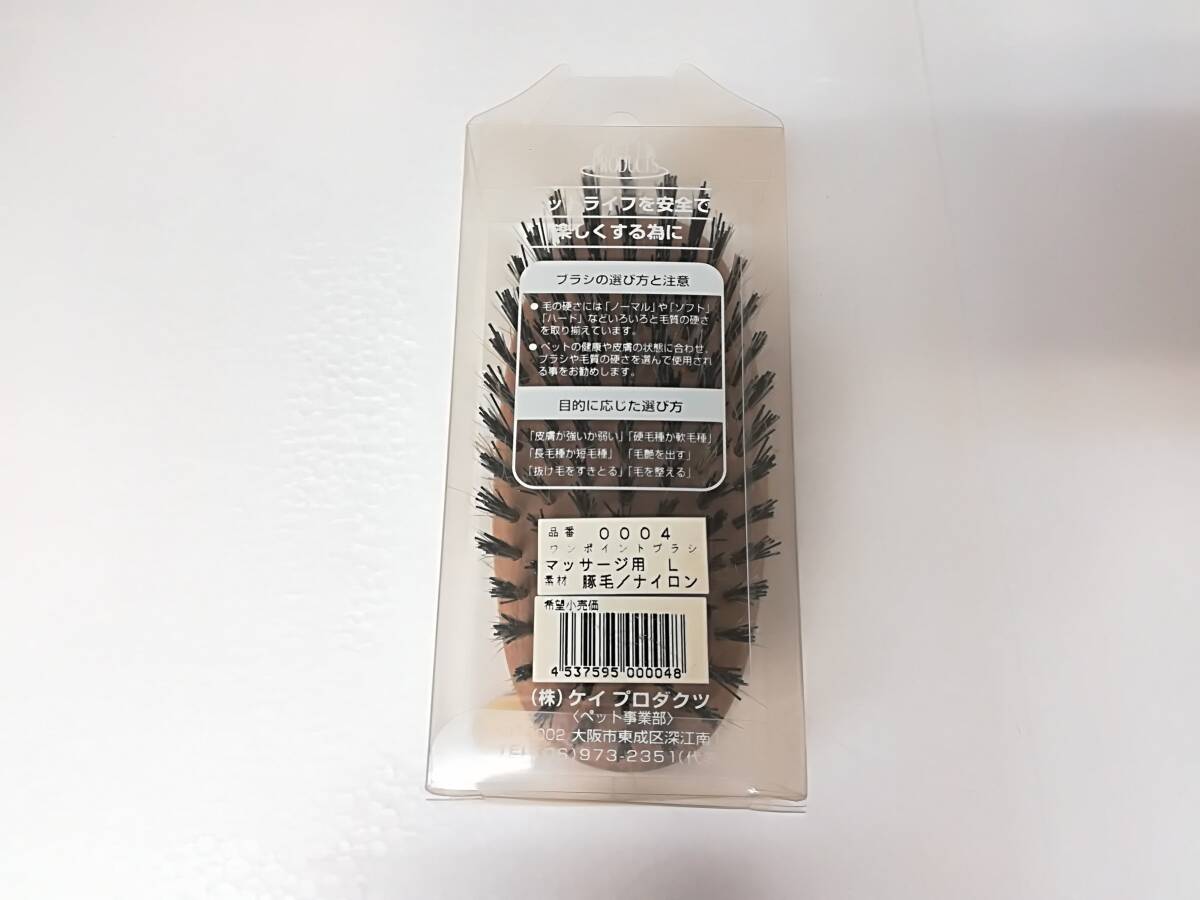 PRODUCTS
ットライフを安全で
楽しくする為に
ブラシの選び方と注意
●毛の硬さには「ノーマル」や「ソフト」
「ハード」などいろいろと毛質の硬さ
を取り揃えています。
●ペットの健康や皮膚の状態に合わせ、
ブラシや毛質の硬さを選んで使用され
る事をお勧めします。
目的に応じた選び方
「皮膚が強いか弱い」「硬毛種か軟毛種」
「長毛種か短毛種」 「毛艶を出す」
「抜け毛をすきとる」「毛を整える」
品番 0004
ワンポイントブラシ
マッサージ用 L
素材 豚毛/ナイロン
希望小売価
4 537595 000048
(株)ケイ プロダクツ
〈ペット事業部〉
002 大阪市東成区深江南
TEL(06)973-2351(代